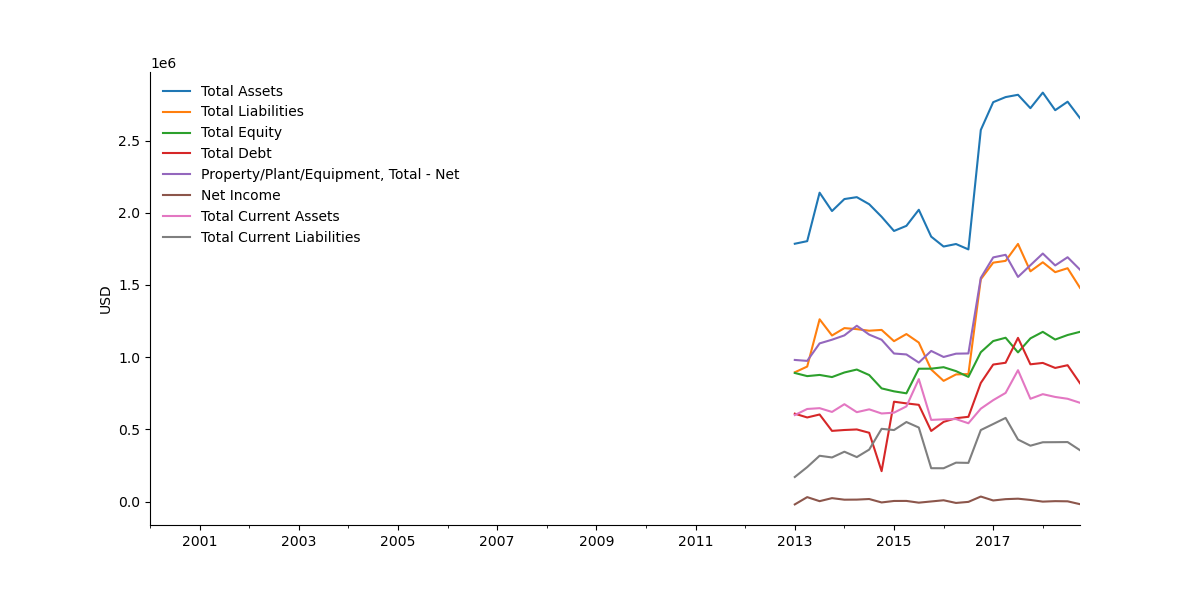 1e6
Total Assets
Total Liabilities
Total Equity
Total Debt
Property/Plant/Equipment, Total - Net
Net Income
Total Current Assets
Total Current Liabilities
2.5
2.0
1.5
1.0
0.5
0.0
USD
2001 2003 2005 2007 2009 2011 2013 2015 2017